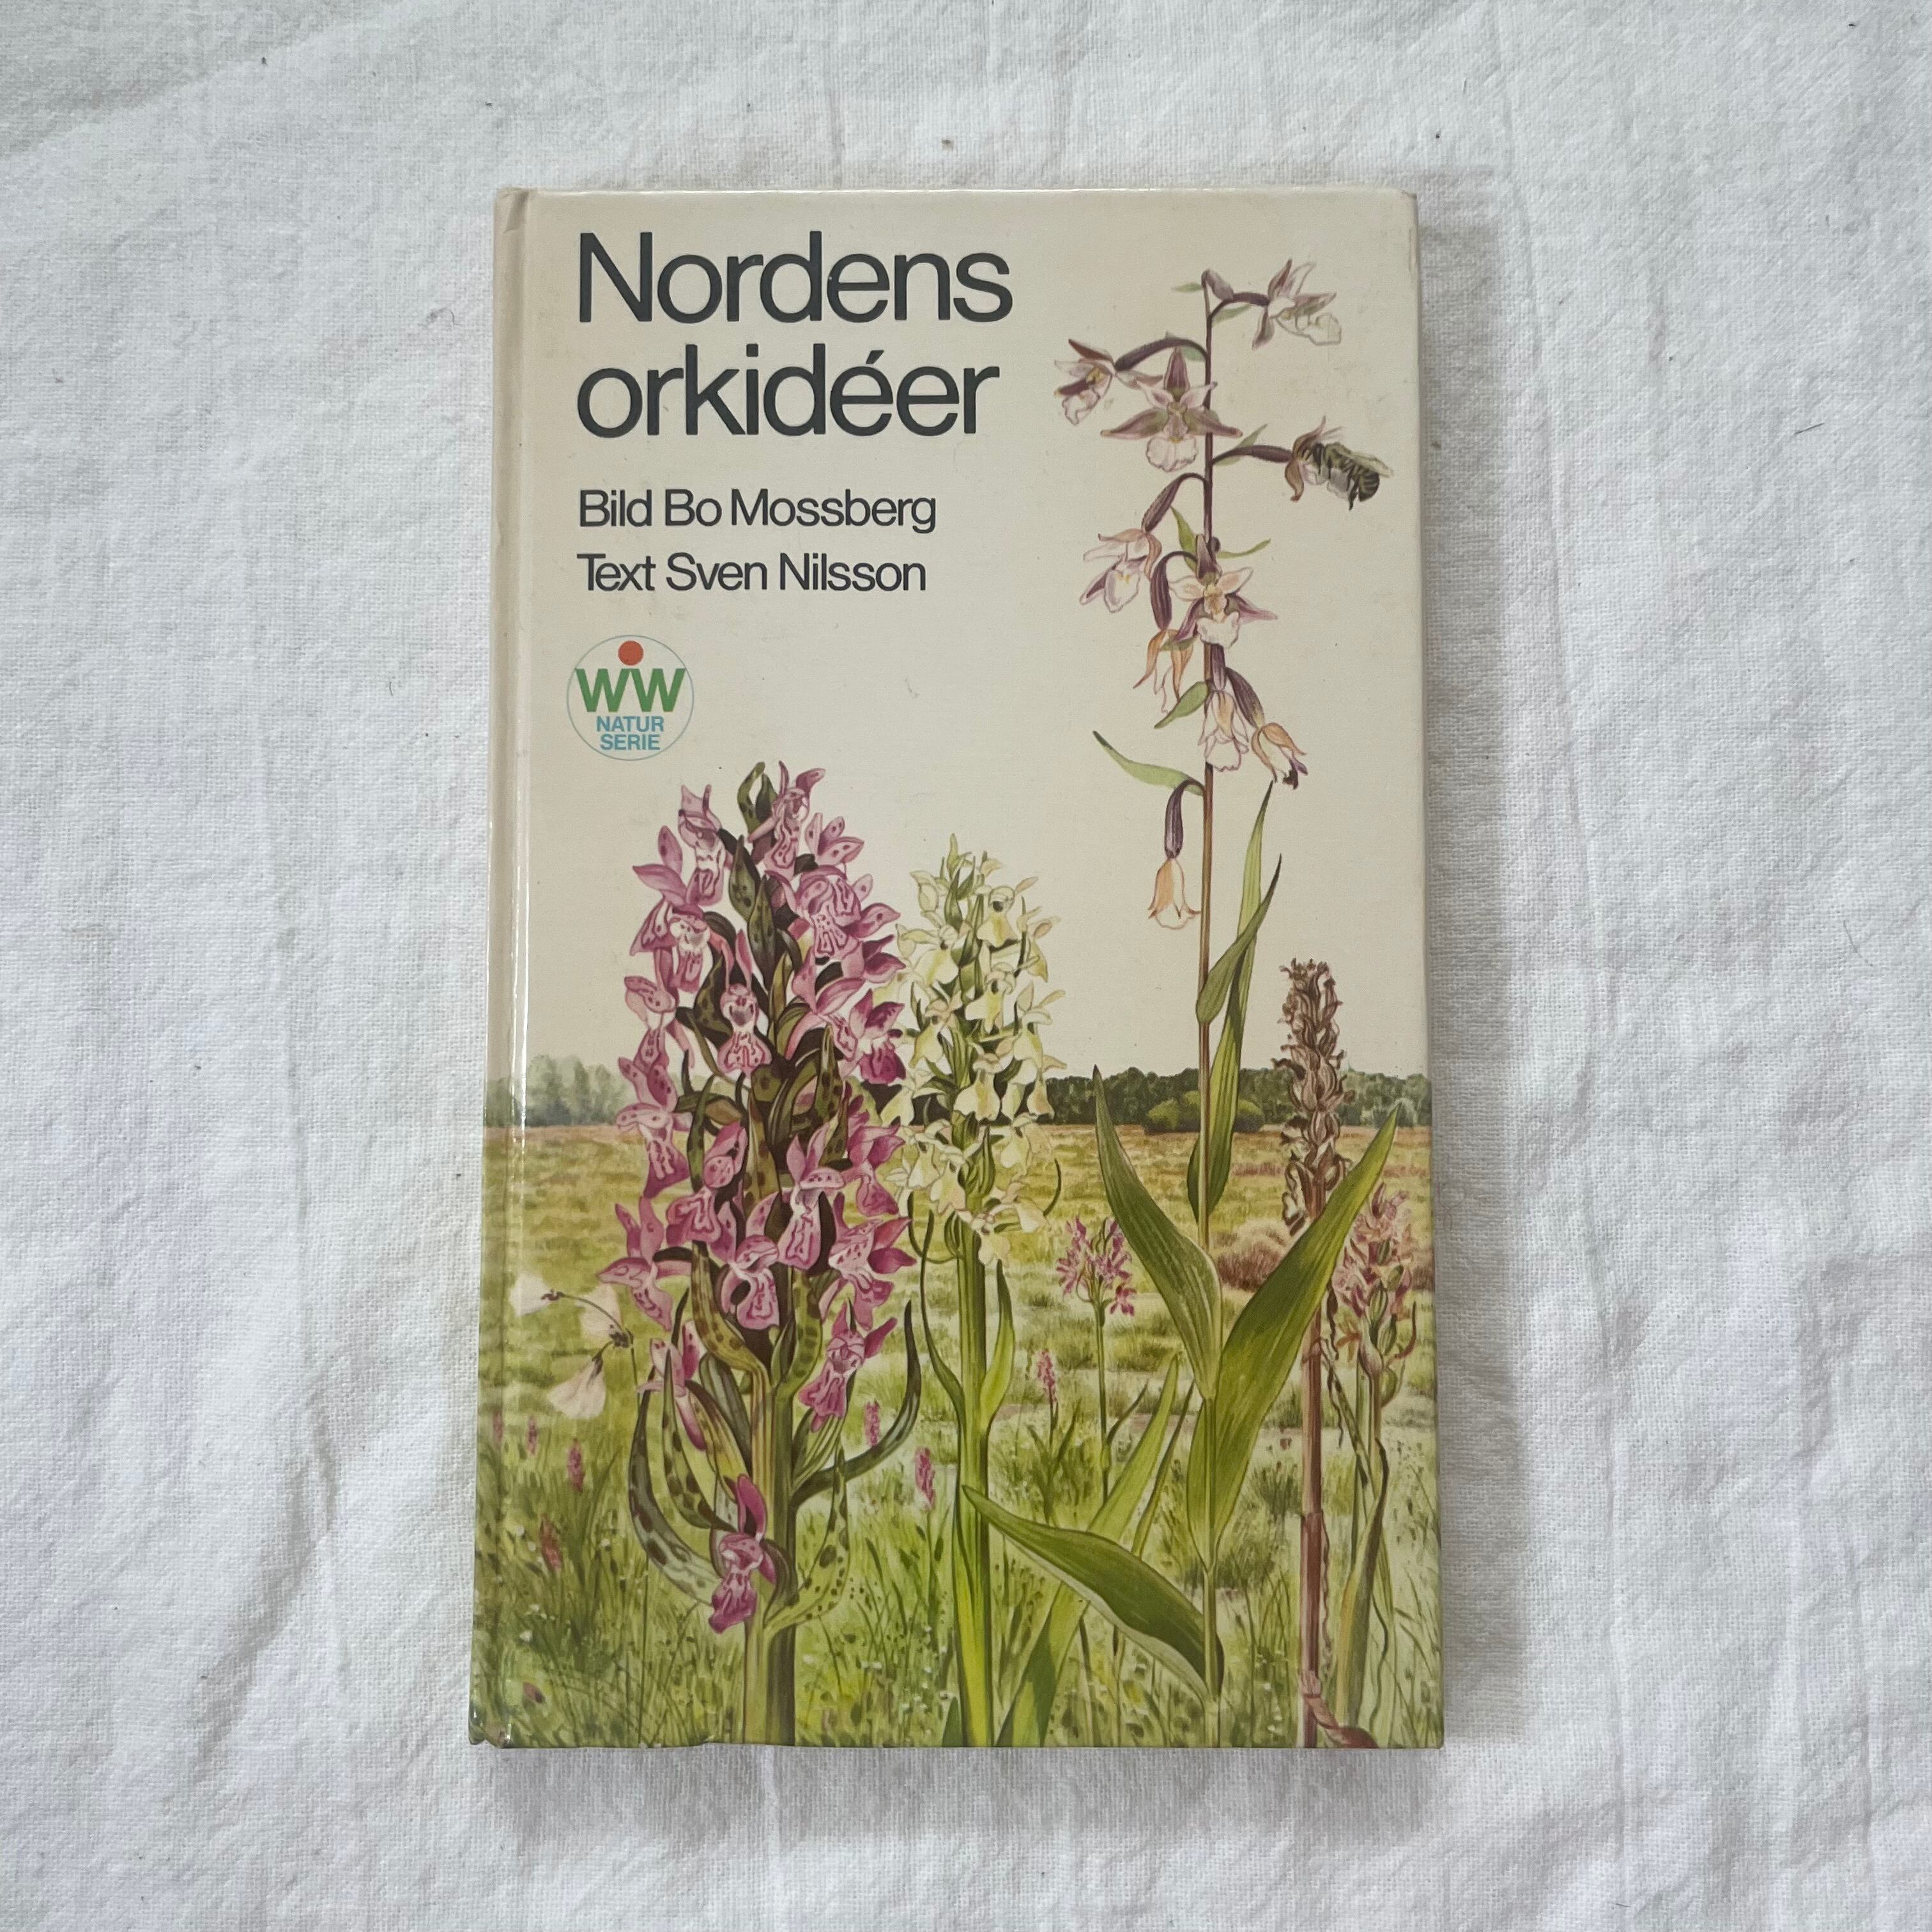 Nordens
orkidéer
Bild Bo Mossberg
Text Sven Nilsson
WW
NATUR
SERIE